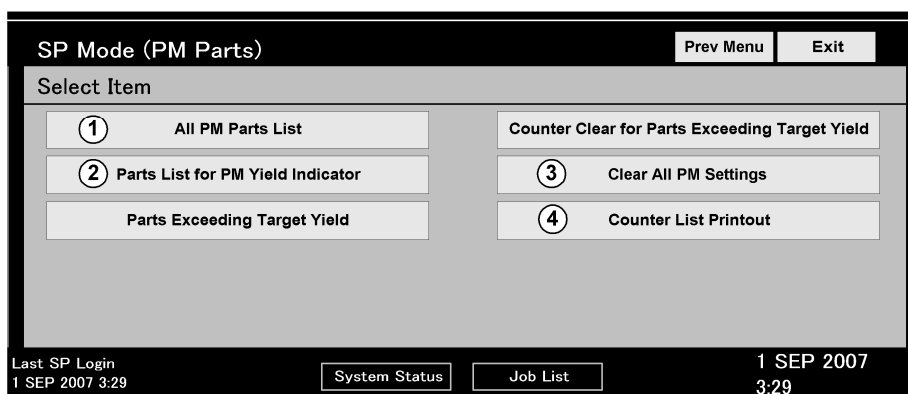 SP Mode (PM Parts)
Prev Menu
Exit
Select Item
1 All PM Parts List
Counter Clear for Parts Exceeding Target Yield
2 Parts List for PM Yield Indicator
3 Clear All PM Settings
Parts Exceeding Target Yield
4 Counter List Printout
Last SP Login
1 SEP 2007 3:29
System Status
Job List
1 SEP 2007
3:29